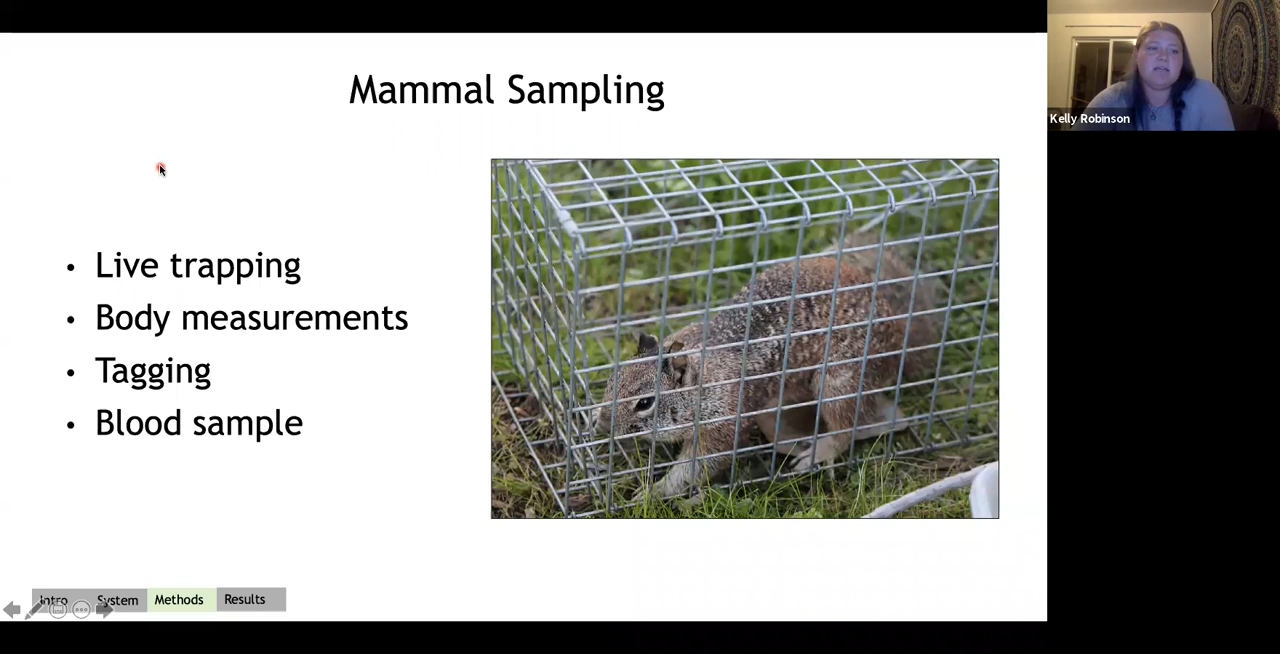 Mammal Sampling
Kelly Robinson
• Live trapping
• Body measurements
• Tagging
• Blood sample
Intro System Methods Results